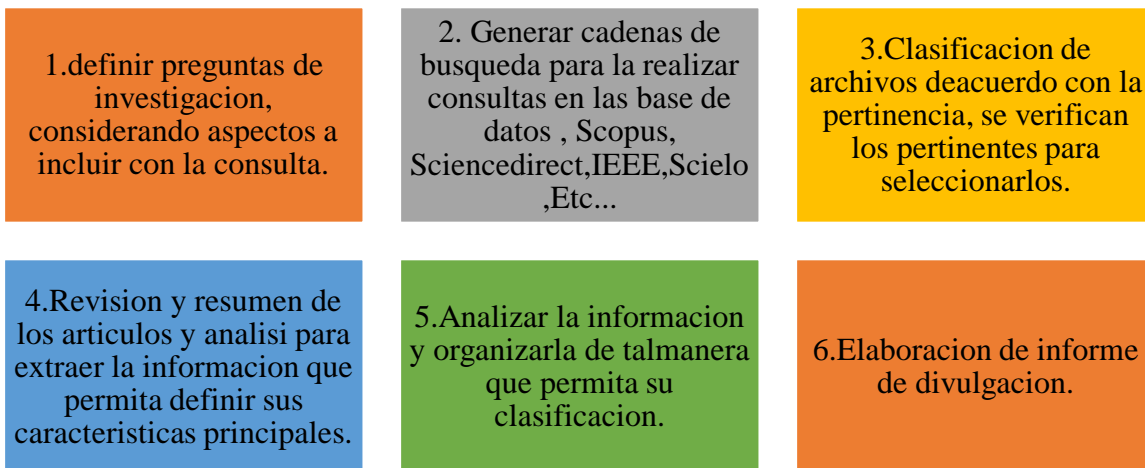 1.definir preguntas de
investigacion,
considerando aspectos a
incluir con la consulta.
2. Generar cadenas de
busqueda para la realizar
consultas en las base de
datos , Scopus,
Sciencedirect,IEEE,Scielo
,Etc...
3.Clasificacion de
archivos deacuerdo con la
pertinencia, se verifican
los pertinentes para
seleccionarlos.
4.Revision y resumen de
los articulos y analisi para
extraer la informacion que
permita definir sus
caracteristicas principales.
5.Analizar la informacion
y organizarla de talmanera
que permita su
clasificacion.
6.Elaboracion de informe
de divulgacion.